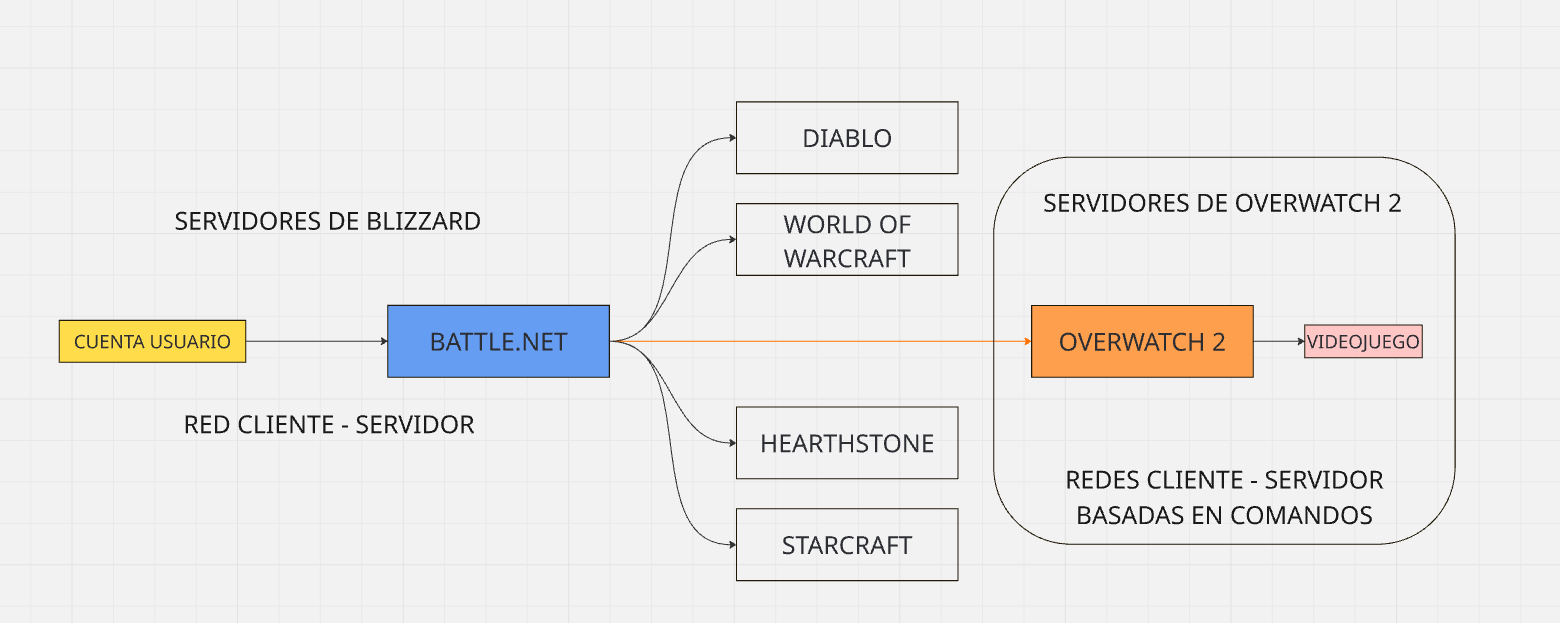 SERVIDORES DE BLIZZARD
CUENTA USUARIO
BATTLE.NET
RED CLIENTE - SERVIDOR
DIABLO
WORLD OF
WARCRAFT
HEARTHSTONE
STARCRAFT
SERVIDORES DE OVERWATCH 2
OVERWATCH 2
VIDEOJUEGO
REDES CLIENTE - SERVIDOR
BASADAS EN COMANDOS